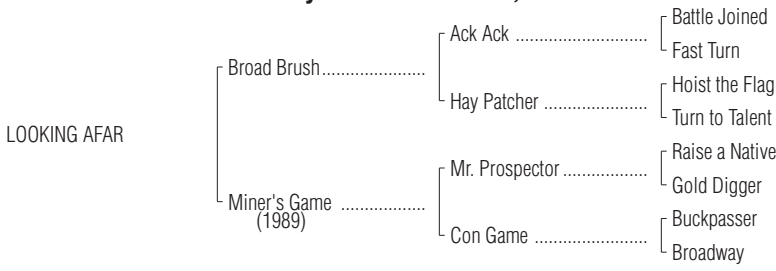 Ack Ack ........................... Battle Joined
Fast Turn
Broad Brush.....................
Hay Patcher ..................... Hoist the Flag
Turn to Talent
LOOKING AFAR
Mr. Prospector ................. Raise a Native
Gold Digger
Miner's Game .................
(1989)
Con Game ....................... Buckpasser
Broadway